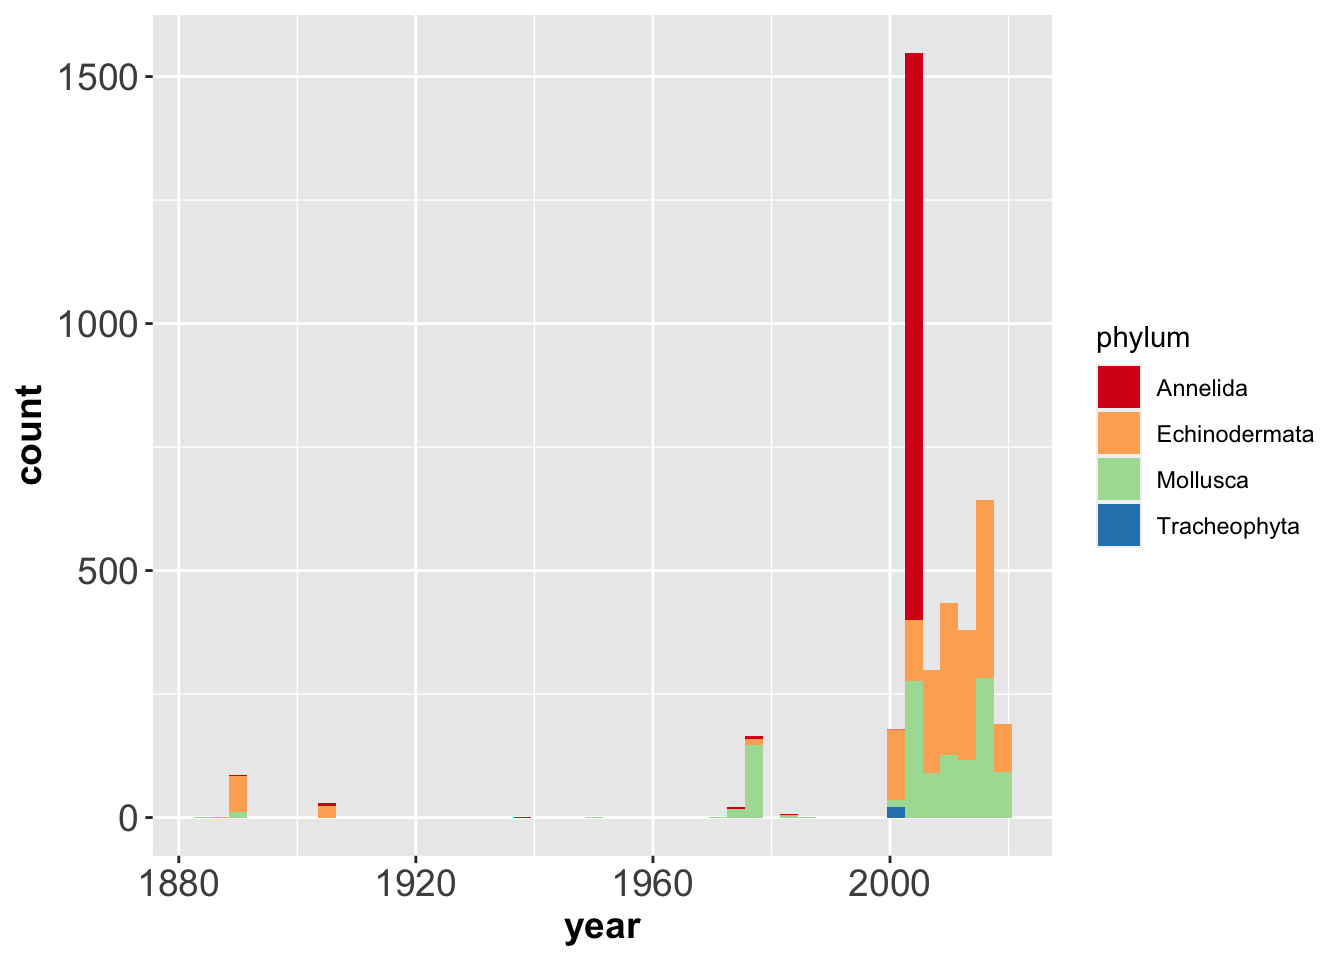 1500
1000
500
0
count
1880 1920 1960 2000
year
phylum
Annelida
Echinodermata
Mollusca
Tracheophyta